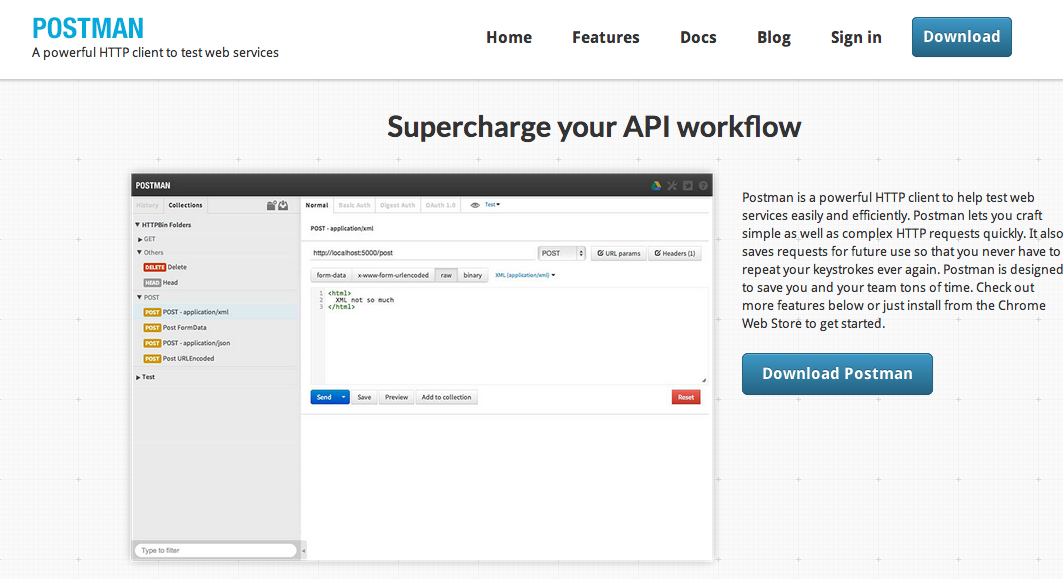 POSTMAN
A powerful HTTP client to test web services
Home Features Docs Blog Sign in Download
Supercharge your API workflow
POSTMAN
History Collections
HTTPBin Folders
GET
Others
DELETE Delete
HEAD Head
POST
POST POST - application/xml
POST Post FormData
POST POST - application/json
POST Post URLEncoded
Test
Type to filter
Normal Basic Auth Digest Auth OAuth 1.0 Test
POST - application/xml
http://localhost:5000/post POST URL params Headers (1)
form-data x-www-form-urlencoded raw binary XML (application/xml)
1 <html>
2 XML not so much
3 </html>
Send Save Preview Add to collection Reset
Postman is a powerful HTTP client to help test web
services easily and efficiently. Postman lets you craft
simple as well as complex HTTP requests quickly. It also
saves requests for future use so that you never have to
repeat your keystrokes ever again. Postman is designed
to save you and your team tons of time. Check out
more features below or just install from the Chrome
Web Store to get started.
Download Postman